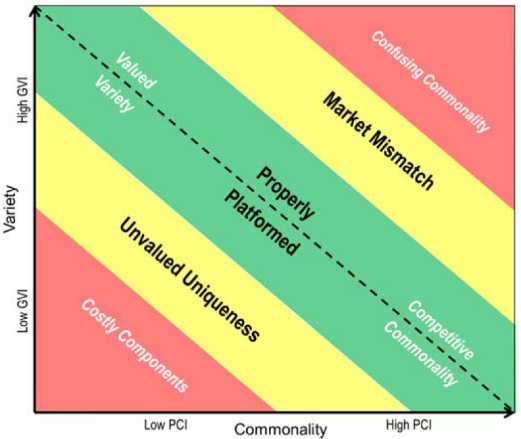 Confusing Commonality
Valued
Variety
High GVI
Market Mismatch
Properly
Platformed
Variety
Unvalued Uniqueness
Low GVI
Costly Components
Competitive
Commonality
Low PCI
High PCI
Commonality